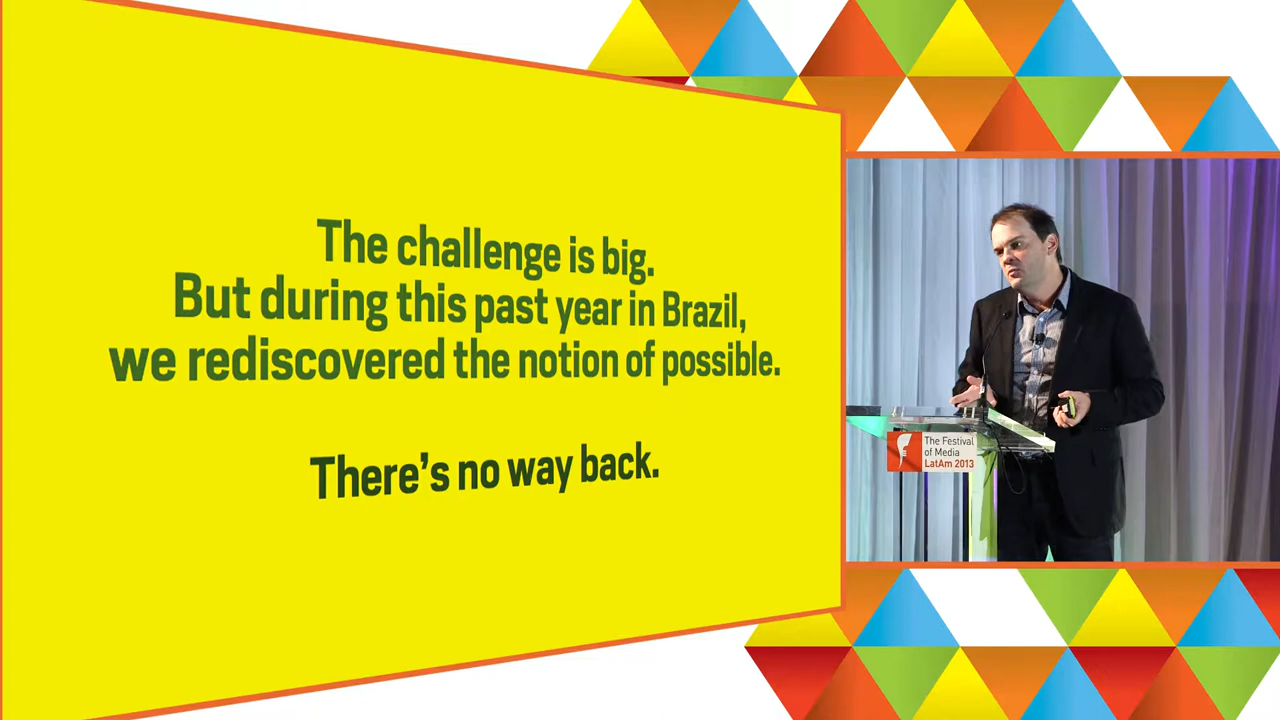 The challenge is big.
But during this past year in Brazil,
we rediscovered the notion of possible.
There's no way back.
The Festival
of Media
LatAm 2013